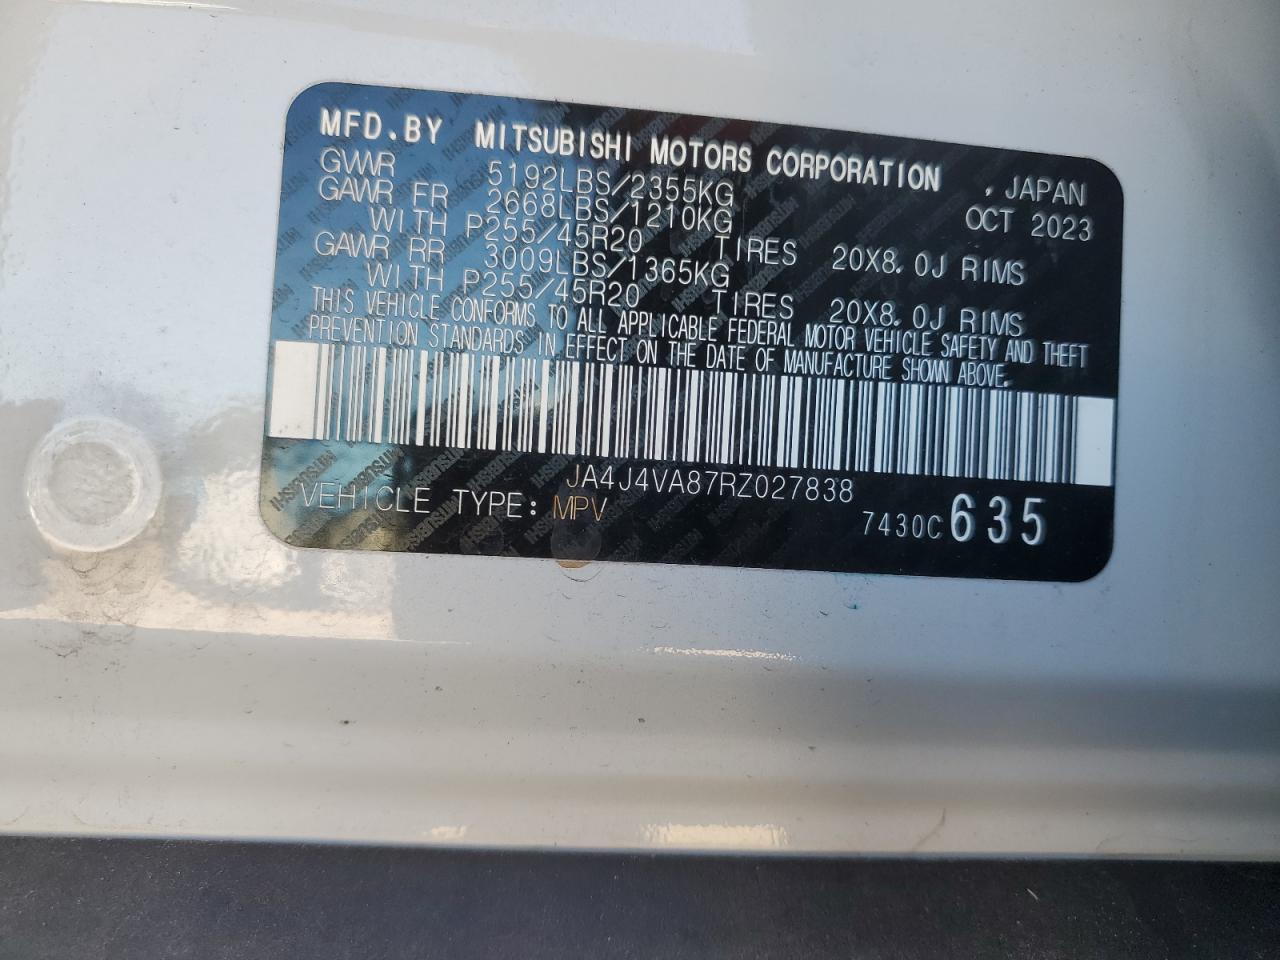 MFD.BY MITSUBISHI MOTORS CORPORATION , JAPAN
GVWR 5192LBS/2355KG OCT 2023
GAWR FR 2668LBS/1210KG
WITH P255/45R20 TIRES 20X8.0J RIMS
GAWR RR 3009LBS/1365KG
WITH P255/45R20 TIRES 20X8.0J RIMS
THIS VEHICLE CONFORMS TO ALL APPLICABLE FEDERAL MOTOR VEHICLE SAFETY AND THEFT
PREVENTION STANDARDS IN EFFECT ON THE DATE OF MANUFACTURE SHOWN ABOVE.
JA4J4VA87RZ027838
VEHICLE TYPE: MPV 7430C 635